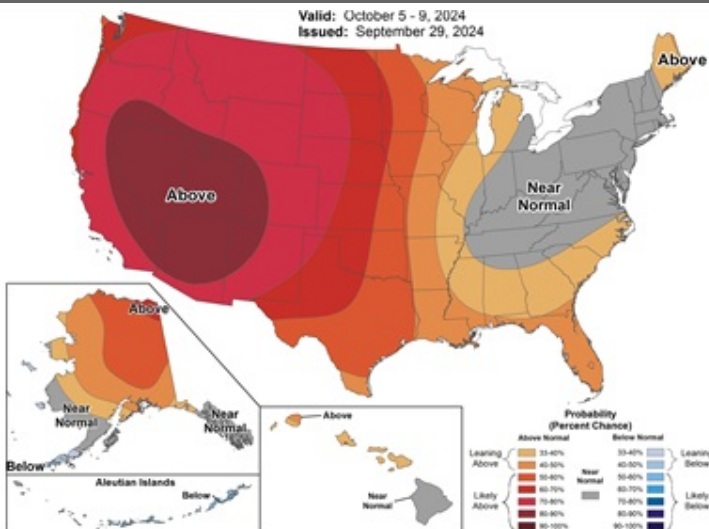 Valid: October 5 - 9, 2024
Issued: September 29, 2024
Above
Above
Near
Normal
Above
Near
Normal
Near
Normal
Below
Aleutian Islands
Below
Above
Near
Normal
Probability
(Percent Chance)
Above Normal
Below Normal
Leaning
Above
33-40%
40-50%
Likely
Above
50-60%
60-70%
70-80%
80-90%
90-100%
Near
Normal
33-40%
40-50%
Leaning
Below
50-60%
60-70%
70-80%
80-90%
90-100%
Likely
Below